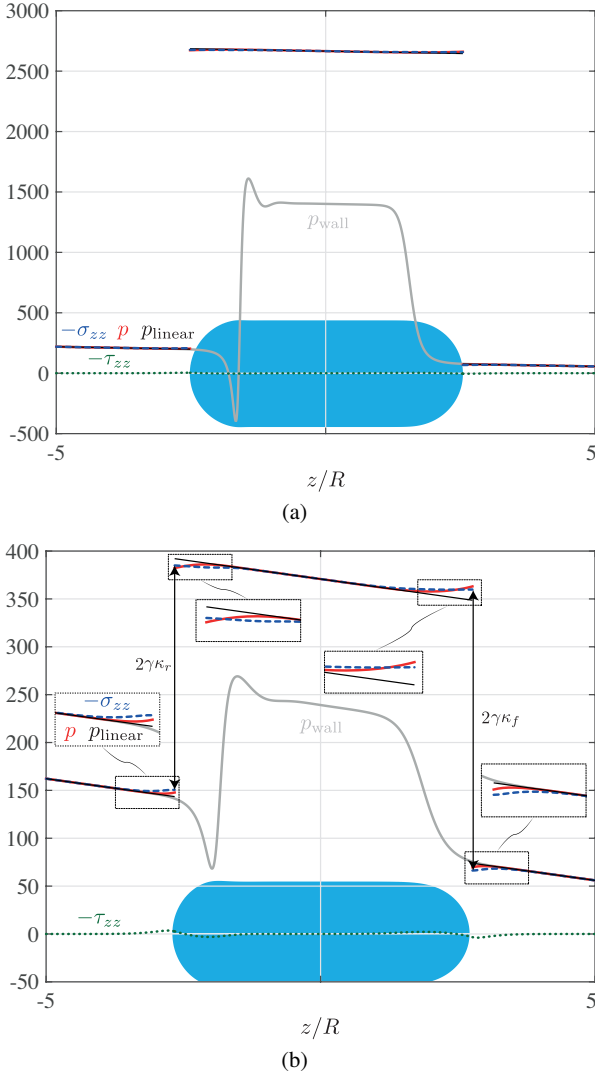 3000
2500
2000
1500
1000
500
0
-500
p_wall
−σ_zz p p_linear
−τ_zz
-5
5
z/R
(a)
400
350
300
250
200
150
100
50
0
-50
2γκ_r
2γκ_f
−σ_zz
p p_linear
p_wall
−τ_zz
-5
5
z/R
(b)